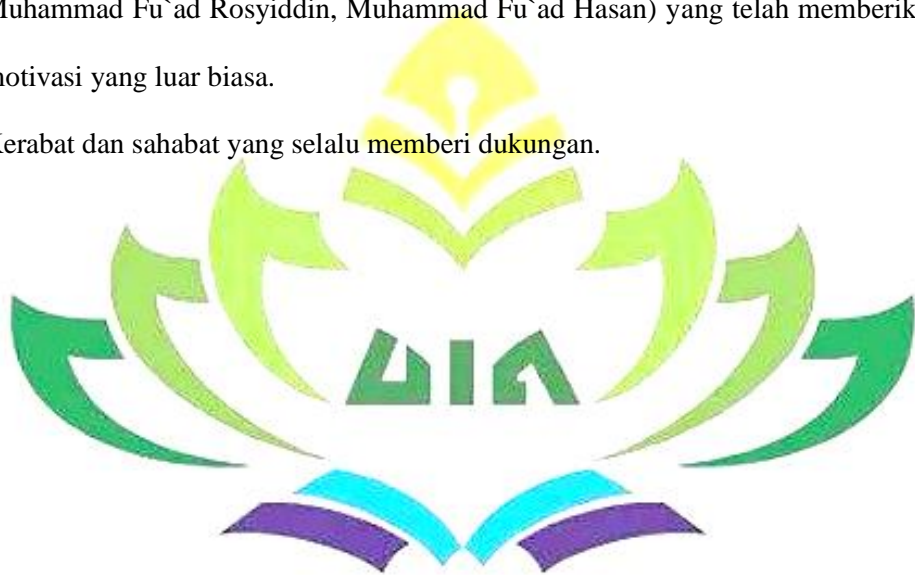 Muhammad Fu`ad Rosyiddin, Muhammad Fu`ad Hasan) yang telah memberik
motivasi yang luar biasa.
Kerabat dan sahabat yang selalu memberi dukungan.
UIN